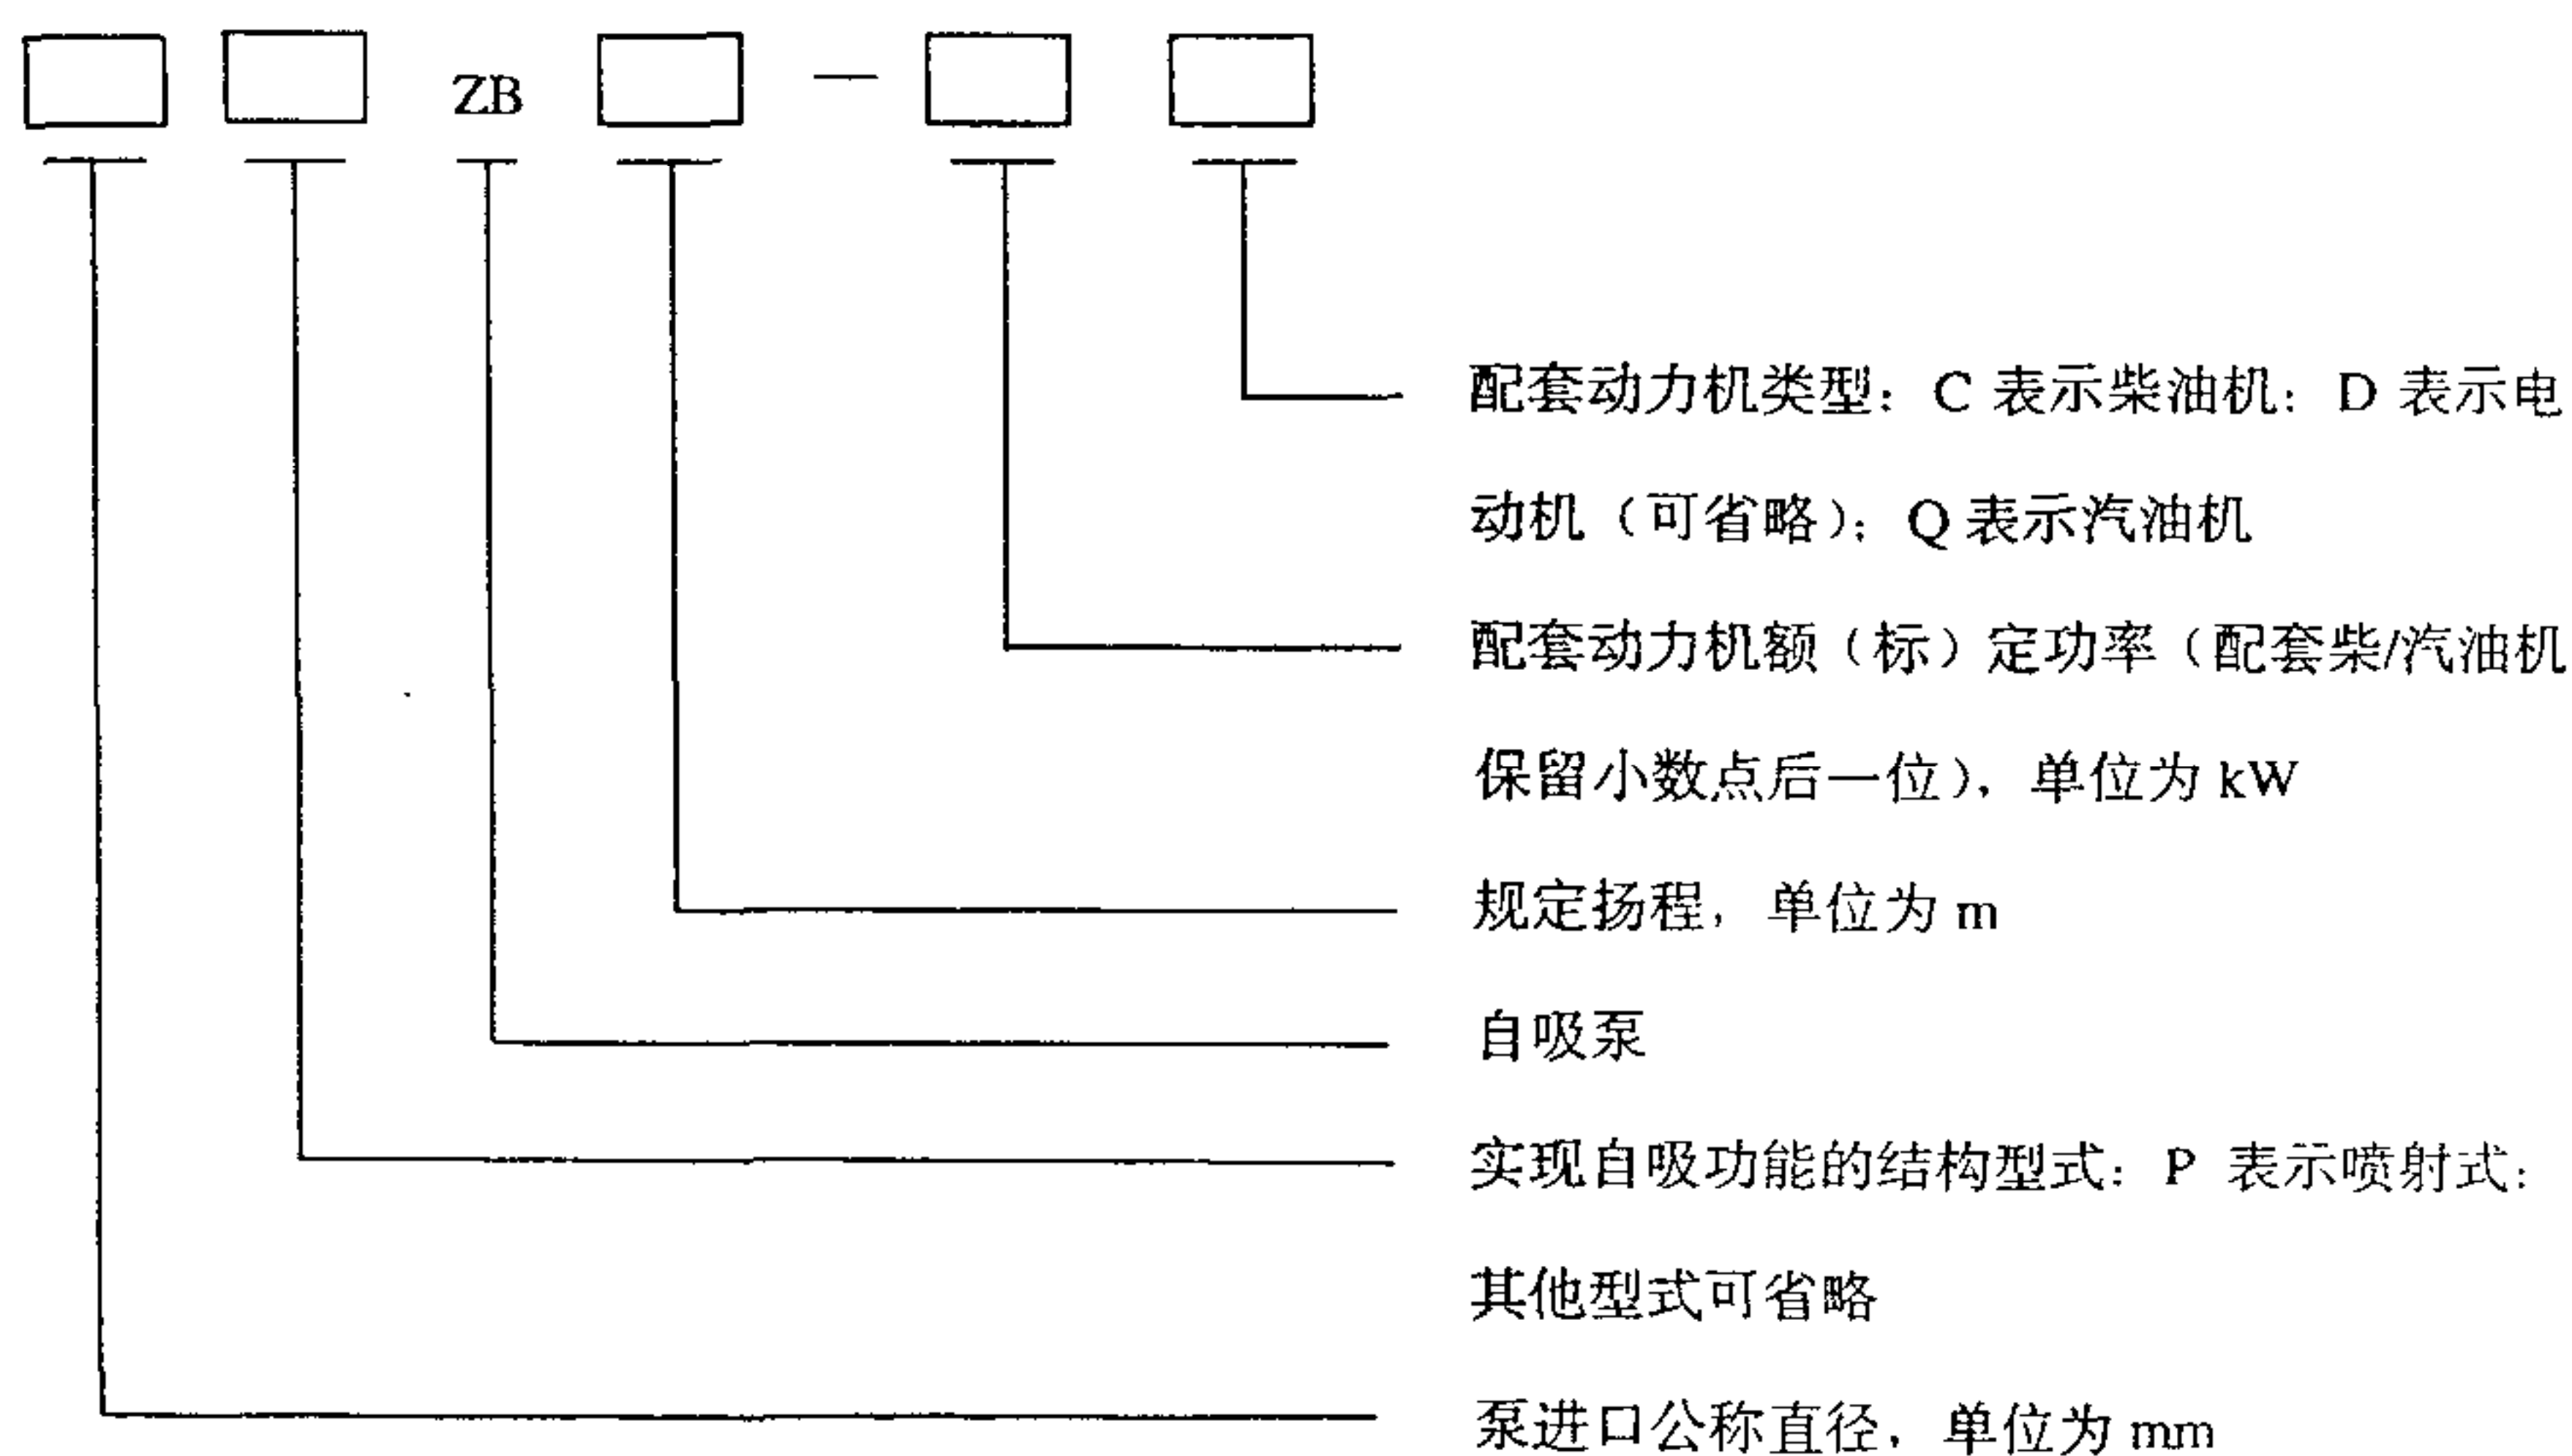 ZB —
配套动力机类型：C 表示柴油机；D 表示电
动机（可省略）；Q 表示汽油机
配套动力机额（标）定功率（配套柴/汽油机
保留小数点后一位），单位为 kW
规定扬程，单位为 m
自吸泵
实现自吸功能的结构型式：P 表示喷射式；
其他型式可省略
泵进口公称直径，单位为 mm